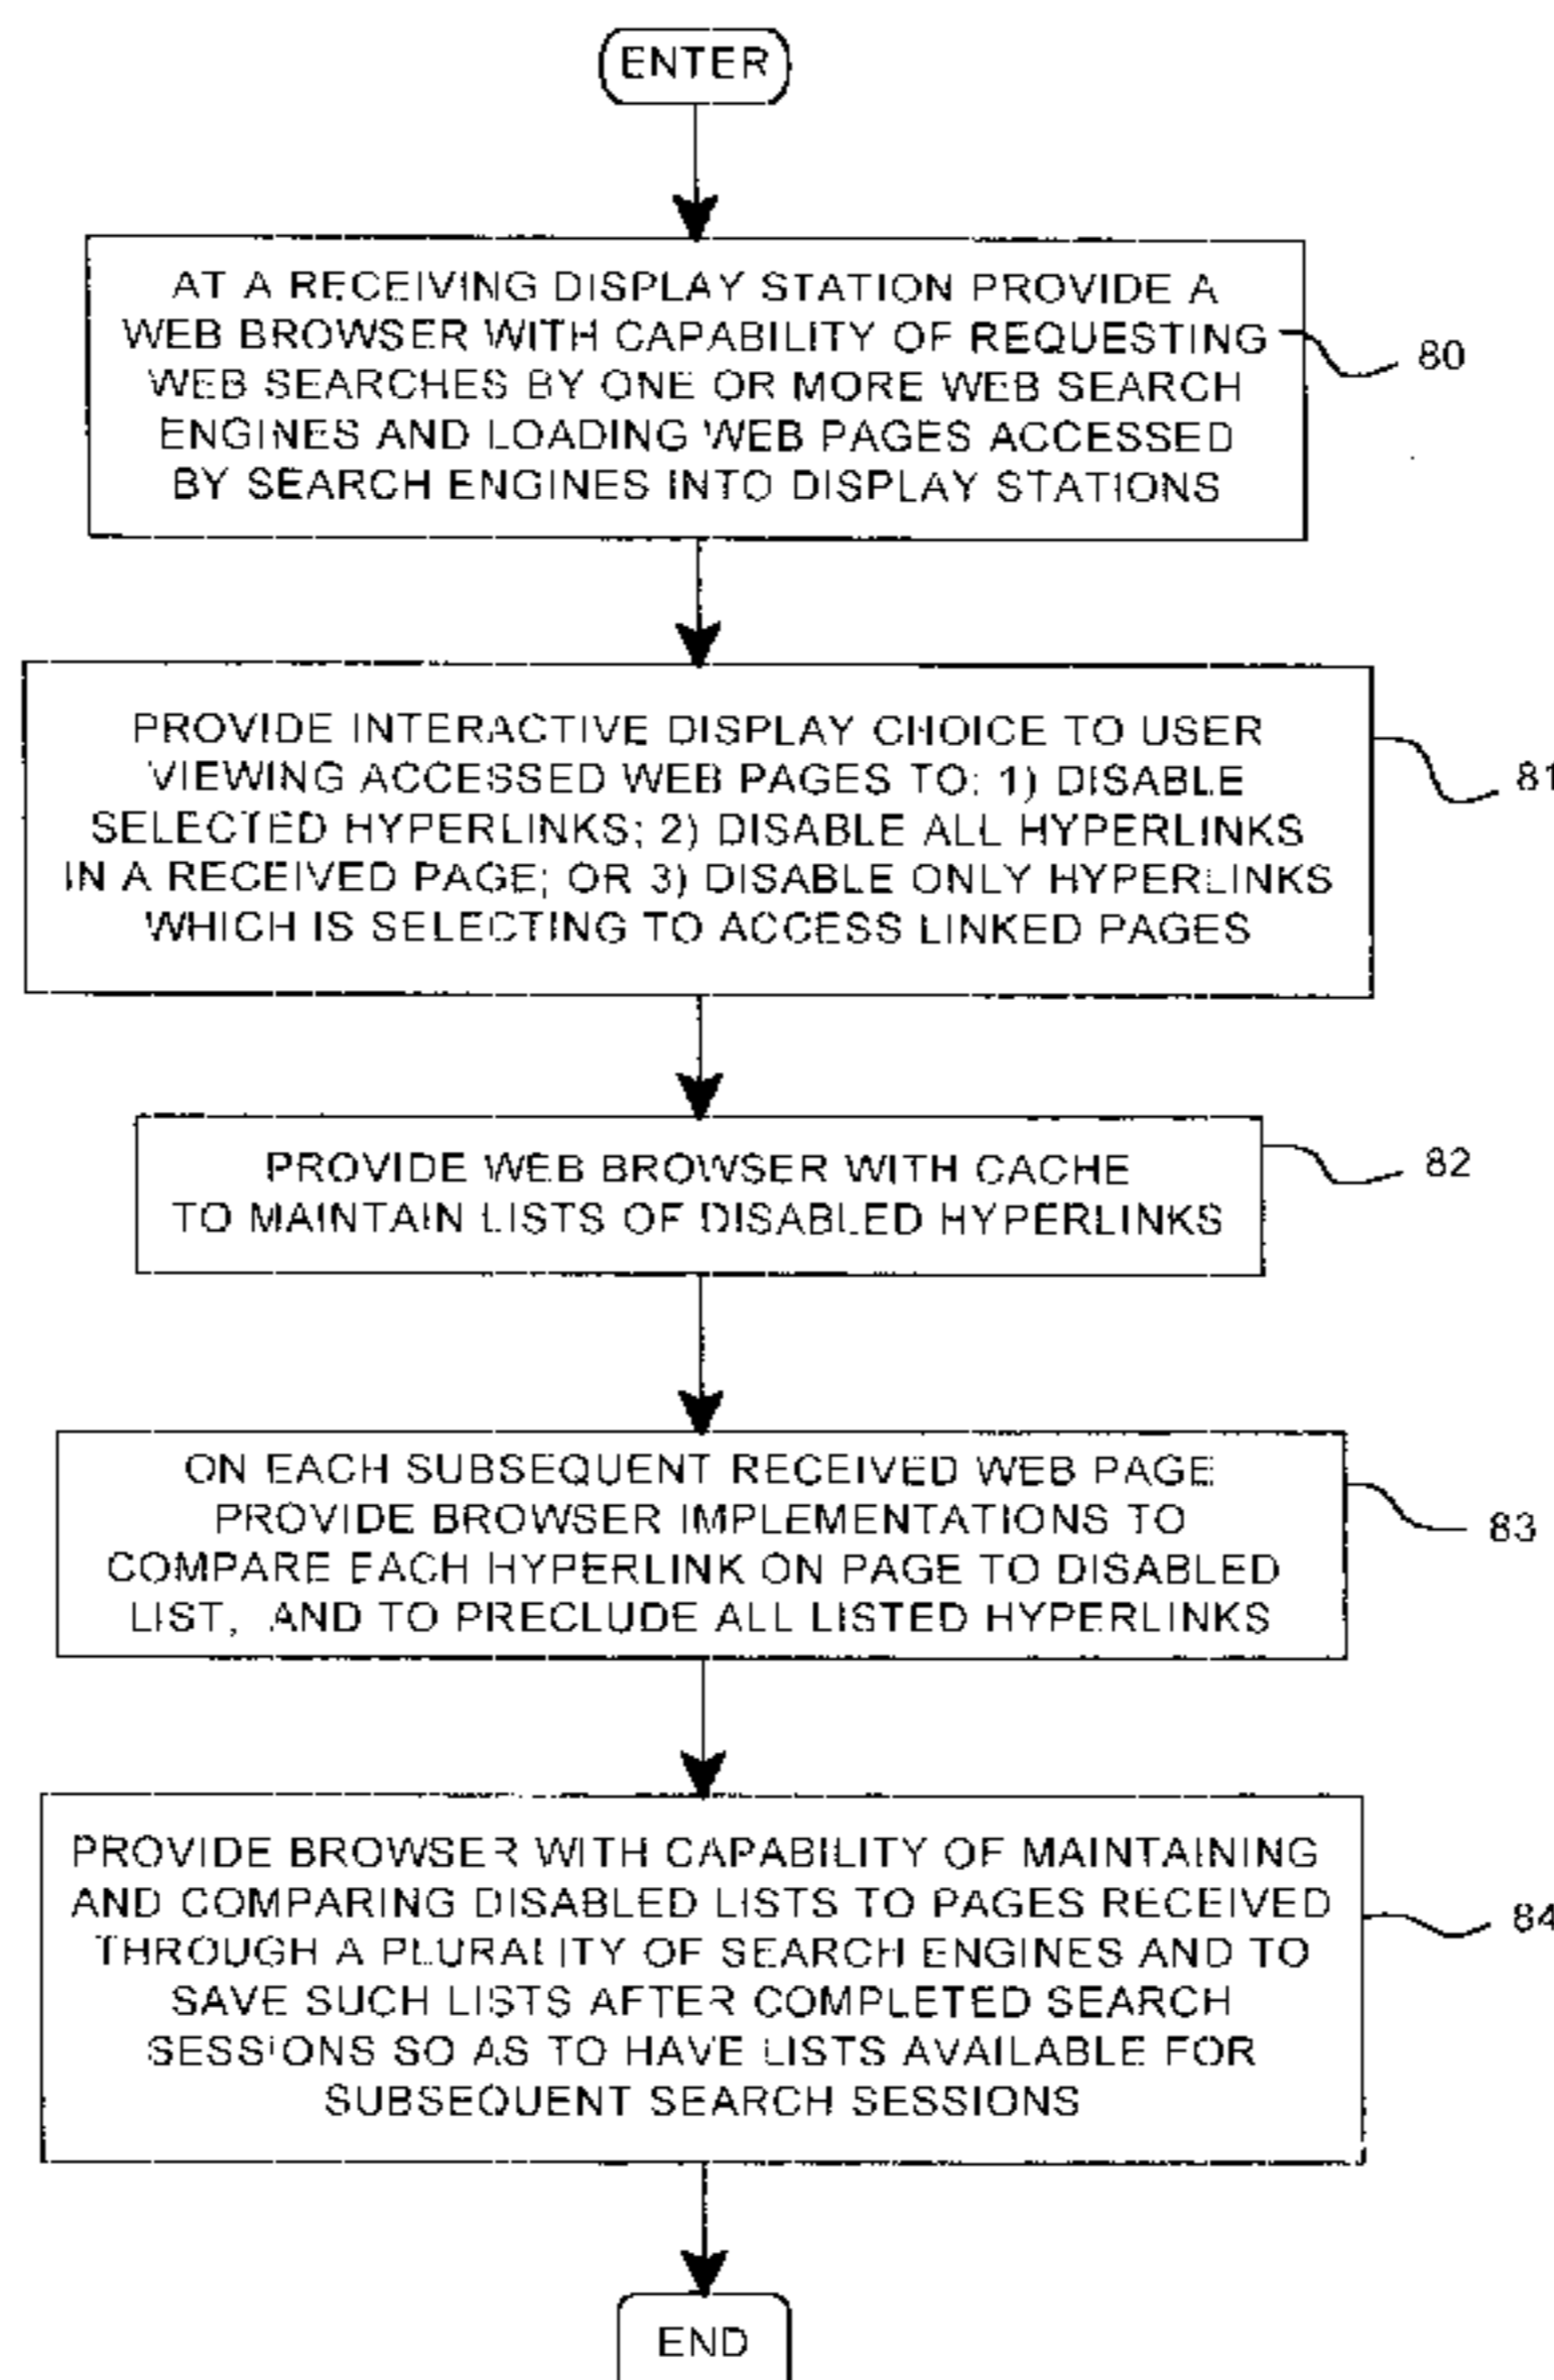 ENTER
AT A RECEIVING DISPLAY STATION PROVIDE A
WEB BROWSER WITH CAPABILITY OF REQUESTING
WEB SEARCHES BY ONE OR MORE WEB SEARCH
ENGINES AND LOADING WEB PAGES ACCESSED
BY SEARCH ENGINES INTO DISPLAY STATIONS
80
PROVIDE INTERACTIVE DISPLAY CHOICE TO USER
VIEWING ACCESSED WEB PAGES TO: 1) DISABLE
SELECTED HYPERLINKS; 2) DISABLE ALL HYPERLINKS
IN A RECEIVED PAGE; OR 3) DISABLE ONLY HYPERLINKS
WHICH IS SELECTING TO ACCESS LINKED PAGES
81
PROVIDE WEB BROWSER WITH CACHE
TO MAINTAIN LISTS OF DISABLED HYPERLINKS
82
ON EACH SUBSEQUENT RECEIVED WEB PAGE
PROVIDE BROWSER IMPLEMENTATIONS TO
COMPARE EACH HYPERLINK ON PAGE TO DISABLED
LIST, AND TO PRECLUDE ALL LISTED HYPERLINKS
83
PROVIDE BROWSER WITH CAPABILITY OF MAINTAINING
AND COMPARING DISABLED LISTS TO PAGES RECEIVED
THROUGH A PLURALITY OF SEARCH ENGINES AND TO
SAVE SUCH LISTS AFTER COMPLETED SEARCH
SESSIONS SO AS TO HAVE LISTS AVAILABLE FOR
SUBSEQUENT SEARCH SESSIONS
84
END